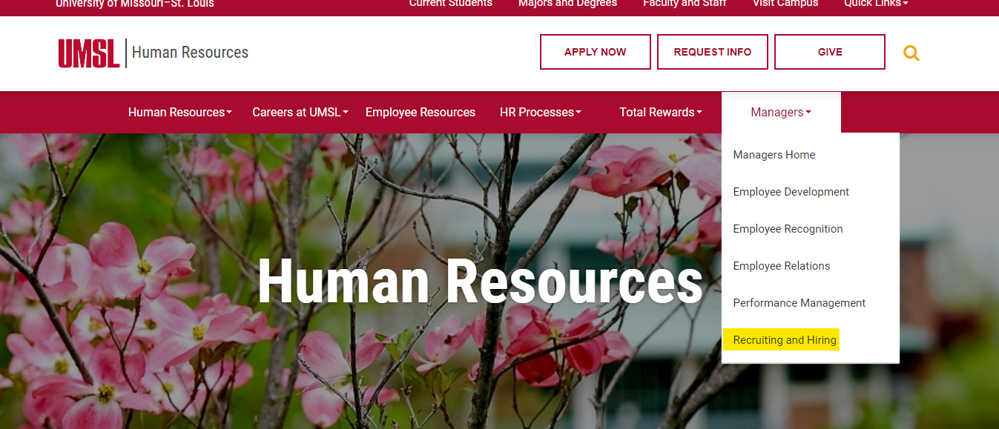 University of Missouri–St. Louis
Current Students Majors and Degrees Faculty and Staff Visit Campus Quick Links
UMSL Human Resources
APPLY NOW REQUEST INFO GIVE
Human Resources Careers at UMSL Employee Resources HR Processes Total Rewards Managers
Managers Home
Employee Development
Employee Recognition
Employee Relations
Performance Management
Recruiting and Hiring
Human Resources